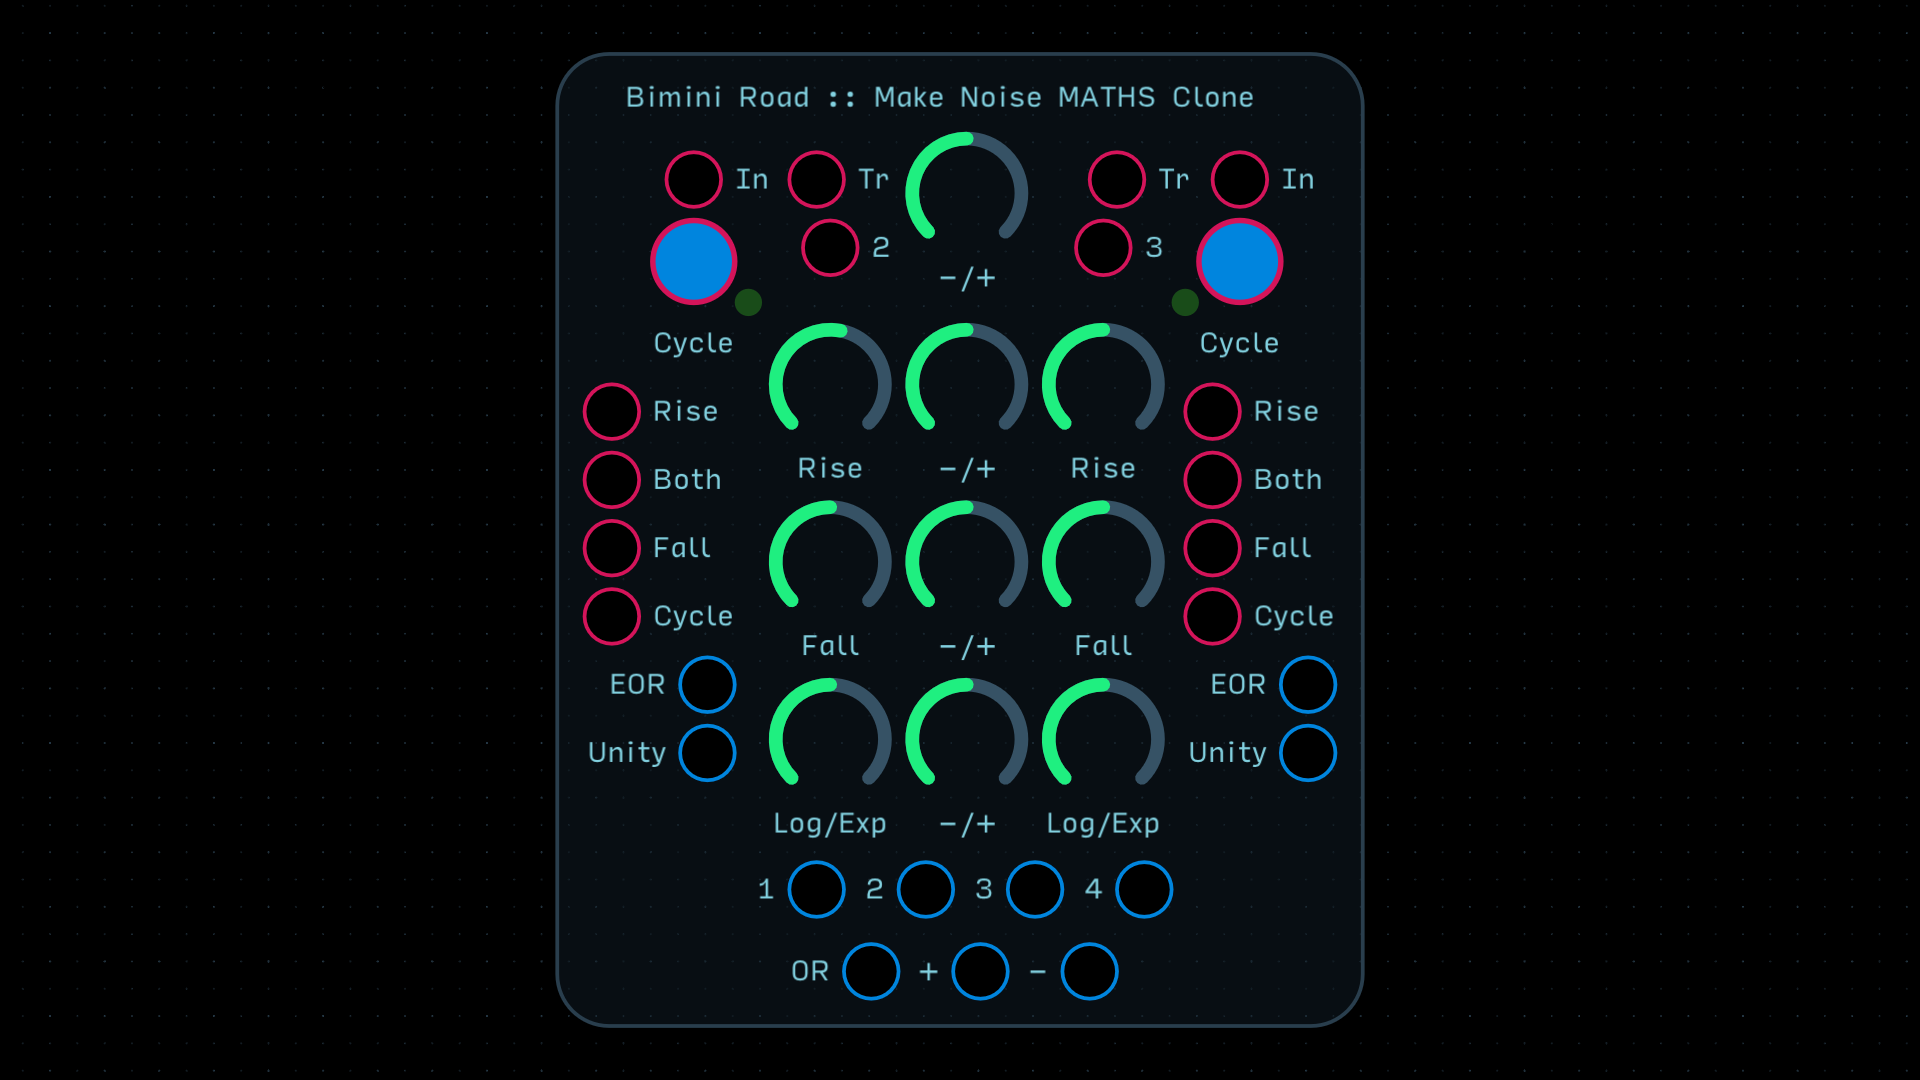 Bimini Road :: Make Noise MATHS Clone
In Tr Tr In
2 3
-/+
Cycle Cycle
Rise Rise
Rise -/+ Rise
Both Both
Fall Fall
Cycle Cycle
Fall -/+ Fall
EOR EOR
Unity Unity
Log/Exp -/+ Log/Exp
1 2 3 4
OR + -